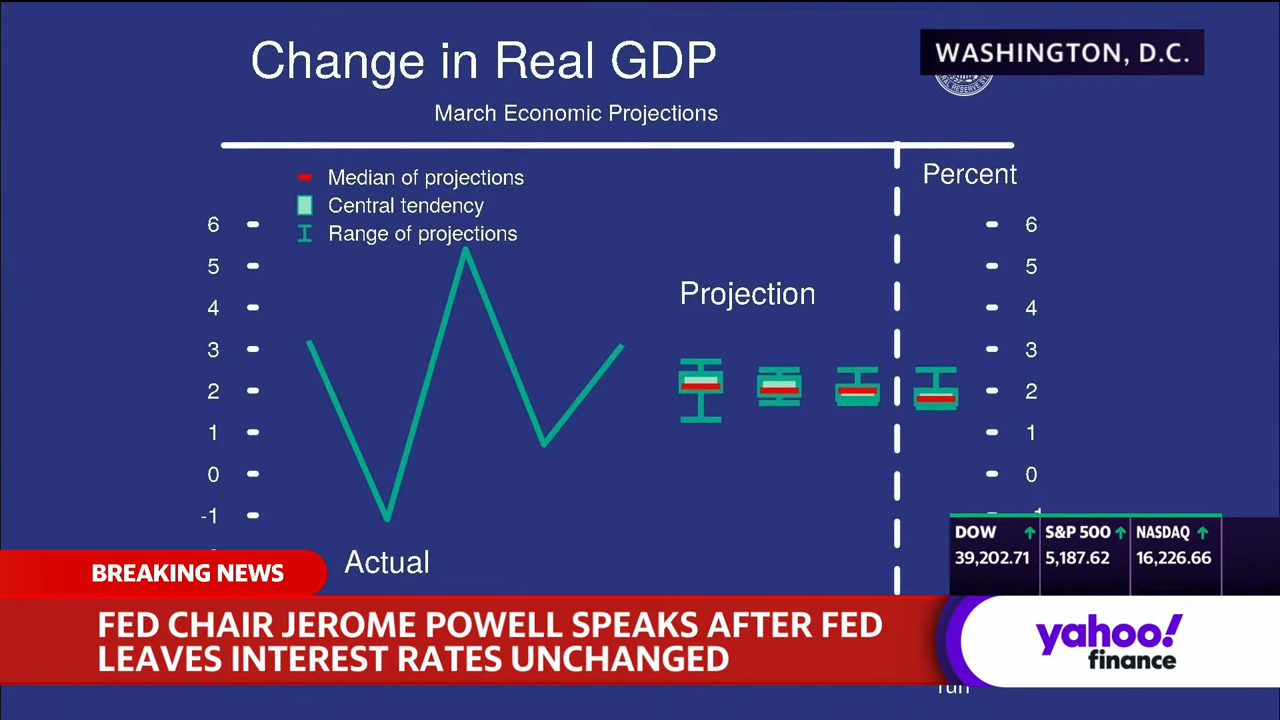 Change in Real GDP
WASHINGTON, D.C.
March Economic Projections
Median of projections
Central tendency
Range of projections
Percent
6
5
4
3
2
1
0
-1
Projection
Actual
6
5
4
3
2
1
0
DOW
39,202.71
S&P 500
5,187.62
NASDAQ
16,226.66
BREAKING NEWS
FED CHAIR JEROME POWELL SPEAKS AFTER FED
LEAVES INTEREST RATES UNCHANGED
yahoo!
finance
run